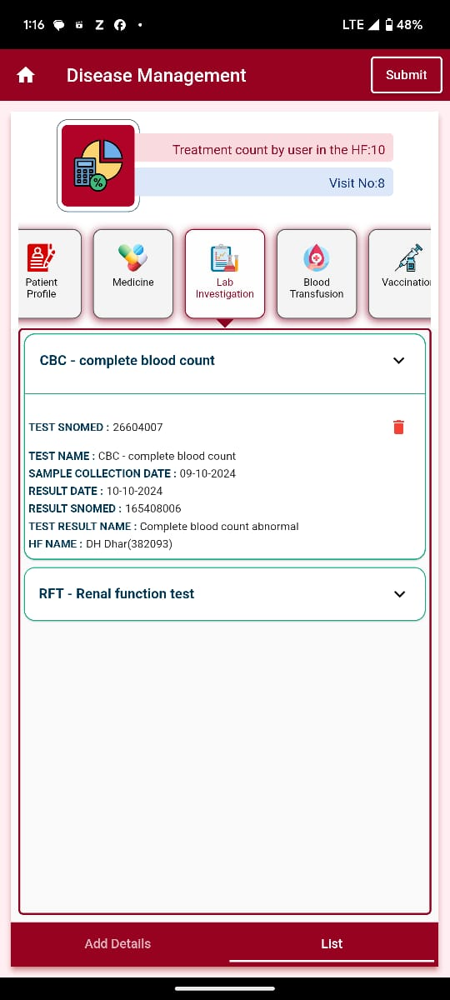 1:16 Z LTE 48%
Disease Management
Submit
Treatment count by user in the HF:10
Visit No:8
%
Patient
Profile
Medicine
Lab
Investigation
Blood
Transfusion
Vaccinatio
CBC - complete blood count
TEST SNOMED : 26604007
TEST NAME : CBC - complete blood count
SAMPLE COLLECTION DATE : 09-10-2024
RESULT DATE : 10-10-2024
RESULT SNOMED : 165408006
TEST RESULT NAME : Complete blood count abnormal
HF NAME : DH Dhar(382093)
RFT - Renal function test
Add Details
List